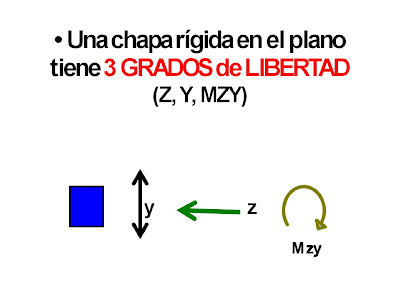 • Una chapa rígida en el plano
tiene 3 GRADOS de LIBERTAD
(Z, Y, MZY)
y
z
Mzy